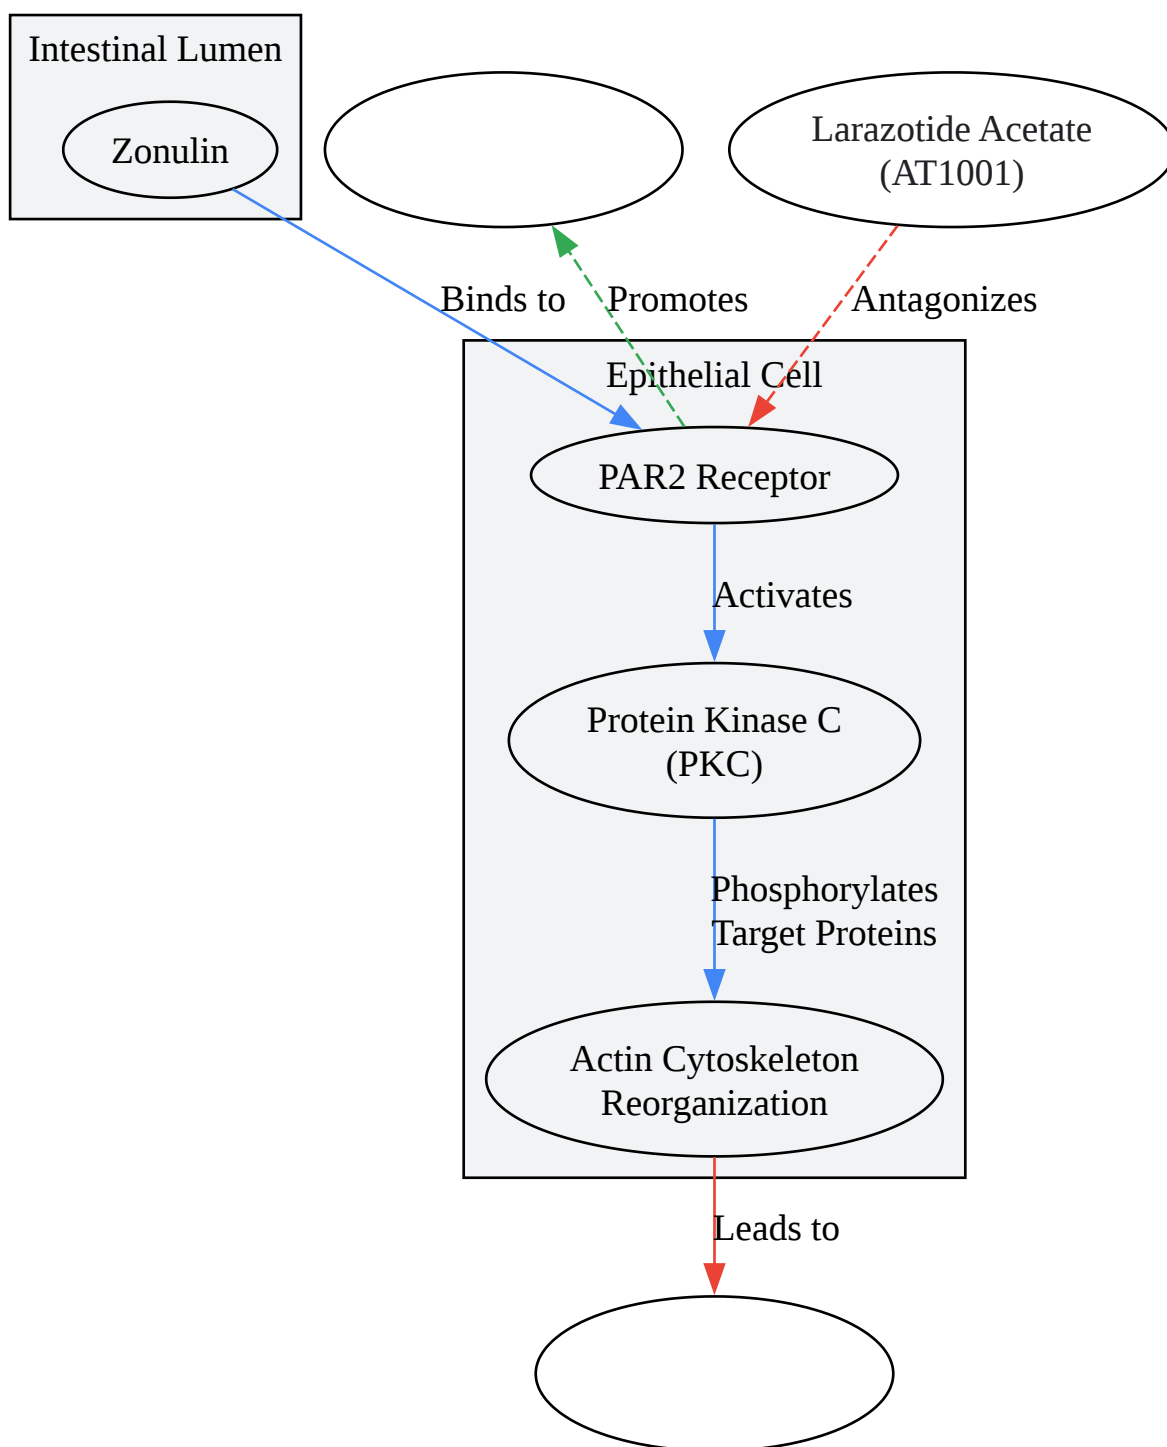 Intestinal Lumen
Zonulin
Larazotide Acetate
(AT1001)
Binds to
Promotes
Antagonizes
Epithelial Cell
PAR2 Receptor
Activates
Protein Kinase C
(PKC)
Phosphorylates
Target Proteins
Actin Cytoskeleton
Reorganization
Leads to